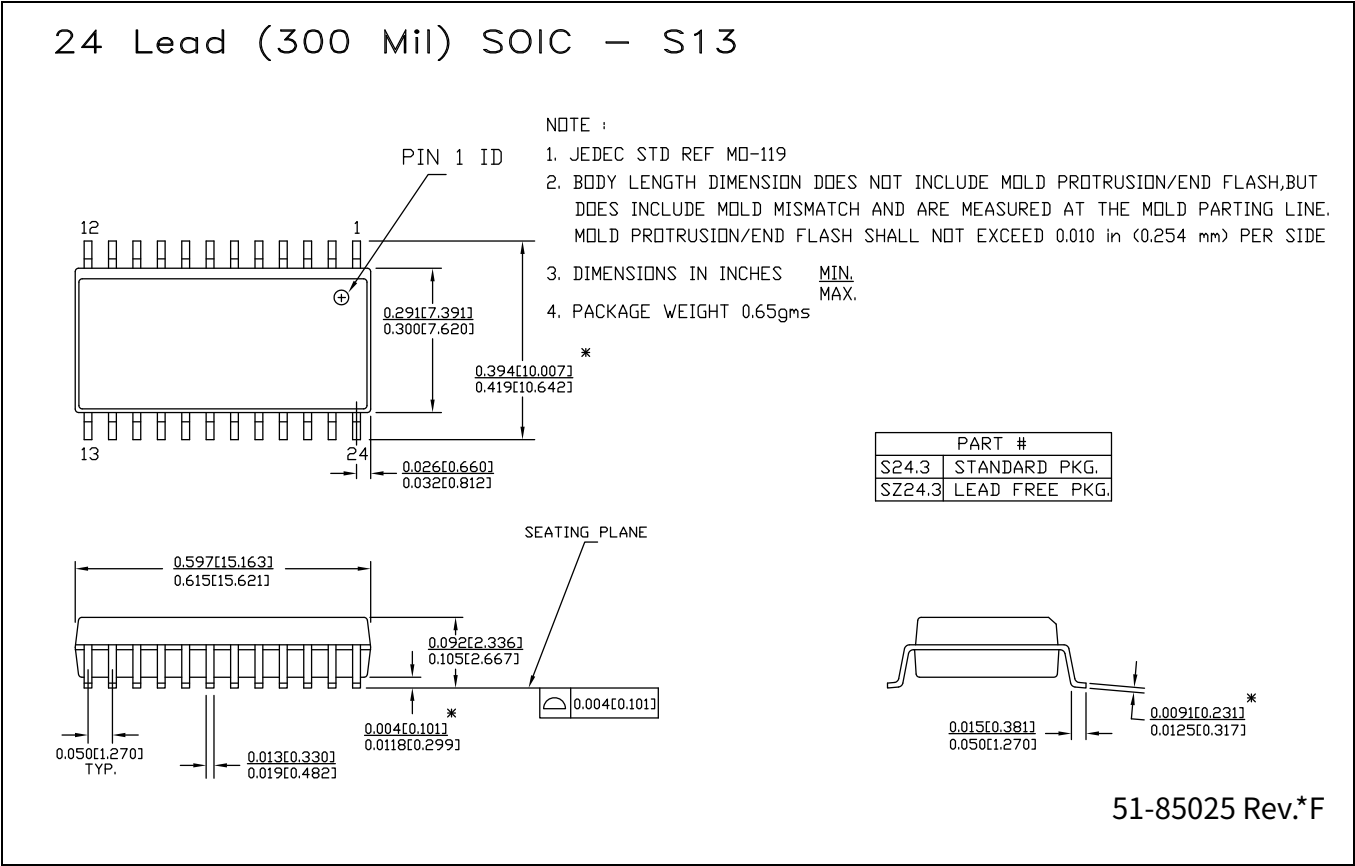 24 Lead (300 Mil) SOIC – S13
NOTE :
1. JEDEC STD REF MO-119
2. BODY LENGTH DIMENSION DOES NOT INCLUDE MOLD PROTRUSION/END FLASH,BUT
DOES INCLUDE MOLD MISMATCH AND ARE MEASURED AT THE MOLD PARTING LINE.
MOLD PROTRUSION/END FLASH SHALL NOT EXCEED 0.010 in (0.254 mm) PER SIDE
3. DIMENSIONS IN INCHES MIN.
MAX.
4. PACKAGE WEIGHT 0.65gms
PIN 1 ID
12 1
0.291[7.391]
0.300[7.620]
*
0.394[10.007]
0.419[10.642]
13 24
0.026[0.660]
0.032[0.812]
PART #
S24.3 STANDARD PKG.
SZ24.3 LEAD FREE PKG.
SEATING PLANE
0.597[15.163]
0.615[15.621]
0.092[2.336]
0.105[2.667]
0.004[0.101]
*
0.004[0.101]
0.0118[0.299]
0.050[1.270]
TYP.
0.013[0.330]
0.019[0.482]
0.015[0.381]
0.050[1.270]
*
0.0091[0.231]
0.0125[0.317]
51-85025 Rev.*F